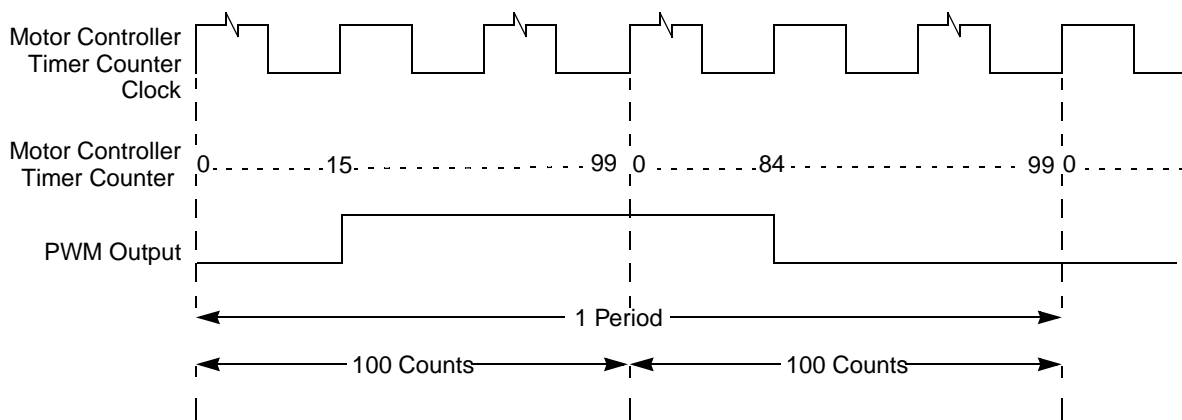 Motor Controller
Timer Counter
Clock
Motor Controller
Timer Counter
0 15 99 0 84 99 0
PWM Output
1 Period
100 Counts 100 Counts